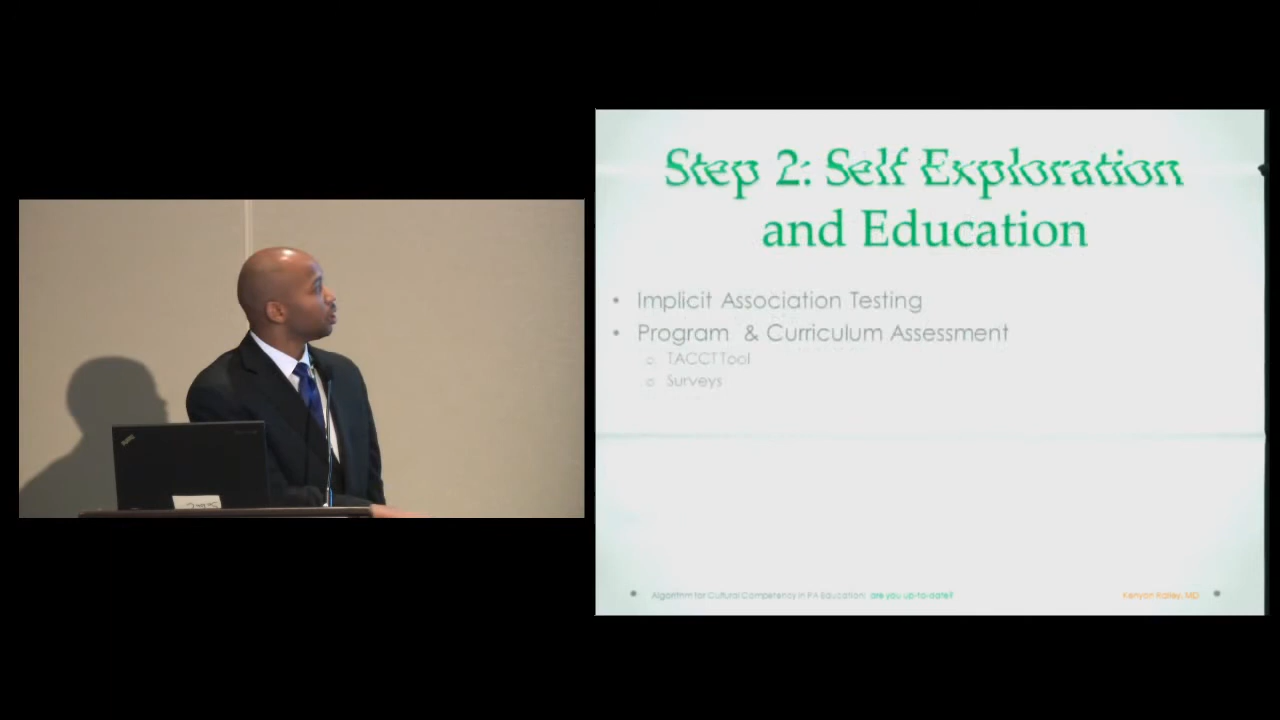 Step 2: Self Exploration
and Education
• Implicit Association Testing
• Program & Curriculum Assessment
o TACCT Tool
o Surveys
Algorithm for Cultural Competency in PA Education: are you up-to-date?
Kenyon Railey, MD